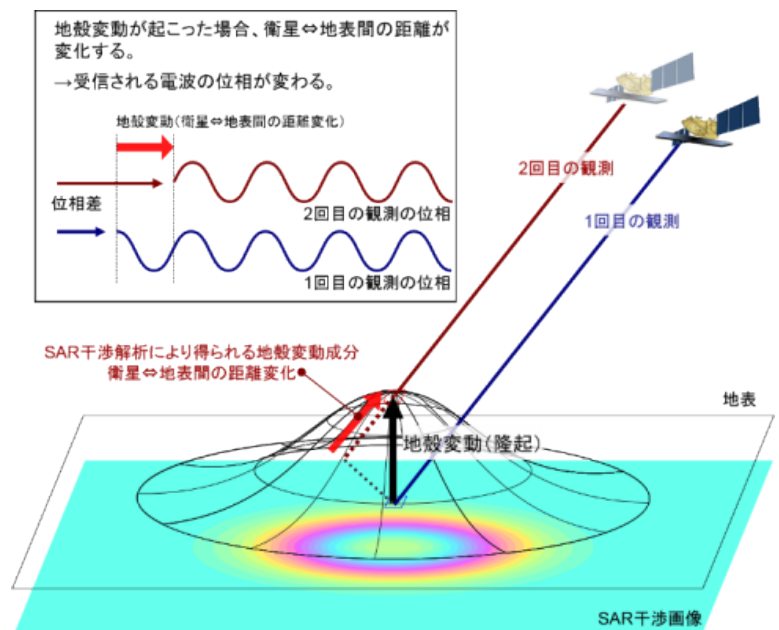 地殻変動が起こった場合、衛星⇔地表間の距離が
変化する。
→受信される電波の位相が変わる。
地殻変動(衛星⇔地表間の距離変化)
位相差
2回目の観測の位相
1回目の観測の位相
2回目の観測
1回目の観測
SAR干渉解析により得られる地殻変動成分
衛星⇔地表間の距離変化
地表
地殻変動(隆起)
SAR干渉画像